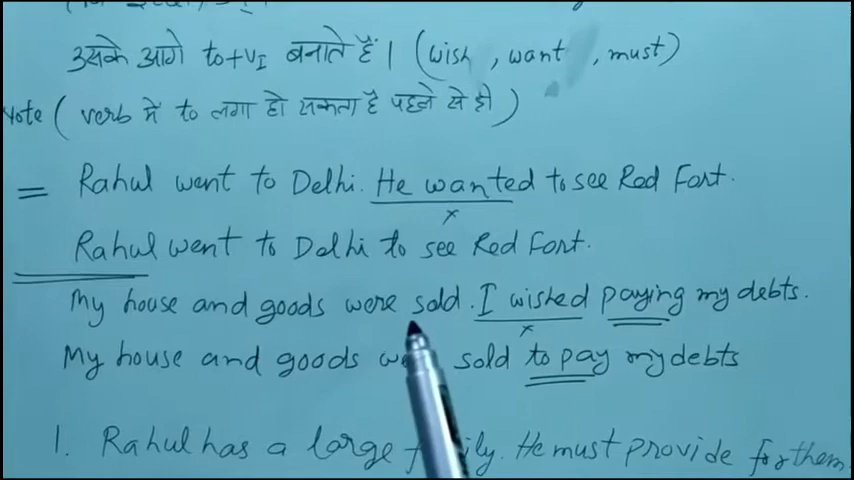 उसके आगे to+V1 बनाते हैं। (wish, want, must)
Note ( verb में to लगा हो सकता है पहले से ही )
= Rahul went to Delhi. He wanted to see Red Fort.
x
Rahul went to Delhi to see Red Fort.
My house and goods were sold. I wished paying my debts.
x
My house and goods we sold to pay my debts
1. Rahul has a large f ily. He must provide for them.